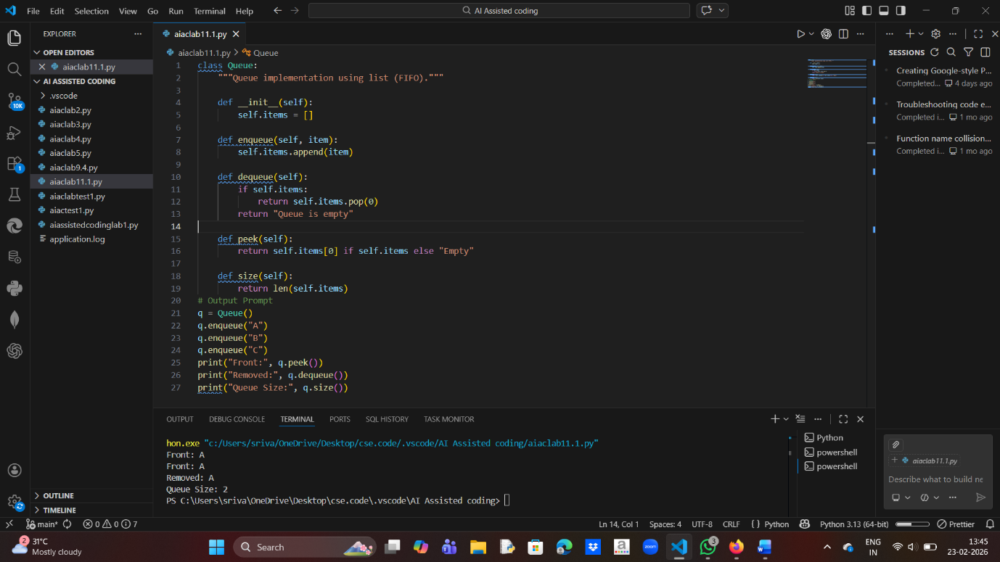 File Edit Selection View Go Run Terminal Help
AI Assisted coding
EXPLORER
OPEN EDITORS
aiaclab11.1.py
AI ASSISTED CODING
.vscode
aiaclab2.py
aiaclab3.py
aiaclab4.py
aiaclab5.py
aiaclab9.4.py
aiaclab11.1.py
aiaclabtest1.py
aiactest1.py
aiassistedcodinglab1.py
application.log
OUTLINE
TIMELINE
10K
1
aiaclab11.1.py
aiaclab11.1.py > Queue
1 class Queue:
2 """Queue implementation using list (FIFO)."""
3
4 def __init__(self):
5 self.items = []
6
7 def enqueue(self, item):
8 self.items.append(item)
9
10 def dequeue(self):
11 if self.items:
12 return self.items.pop(0)
13 return "Queue is empty"
14
15 def peek(self):
16 return self.items[0] if self.items else "Empty"
17
18 def size(self):
19 return len(self.items)
20 # Output Prompt
21 q = Queue()
22 q.enqueue("A")
23 q.enqueue("B")
24 q.enqueue("C")
25 print("Front:", q.peek())
26 print("Removed:", q.dequeue())
27 print("Queue Size:", q.size())
OUTPUT DEBUG CONSOLE TERMINAL PORTS SQL HISTORY TASK MONITOR
hon.exe "c:/Users/sriva/OneDrive/Desktop/cse.code/.vscode/AI Assisted coding/aiaclab11.1.py"
Front: A
Front: A
Removed: A
Queue Size: 2
PS C:\Users\sriva\OneDrive\Desktop\cse.code\.vscode\AI Assisted coding>
Python
powershell
powershell
SESSIONS
Creating Google-style P...
Completed... 4 days ago
Troubleshooting code e...
Completed i... 1 mo ago
Function name collision...
Completed i... 1 mo ago
aiaclab11.1.py
Describe what to build ne
main* 0 0 7
Ln 14, Col 1 Spaces: 4 UTF-8 CRLF { } Python Python 3.13 (64-bit) Prettier
2
31°C
Mostly cloudy
Search
zoom
3
ENG
IN
13:45
23-02-2026